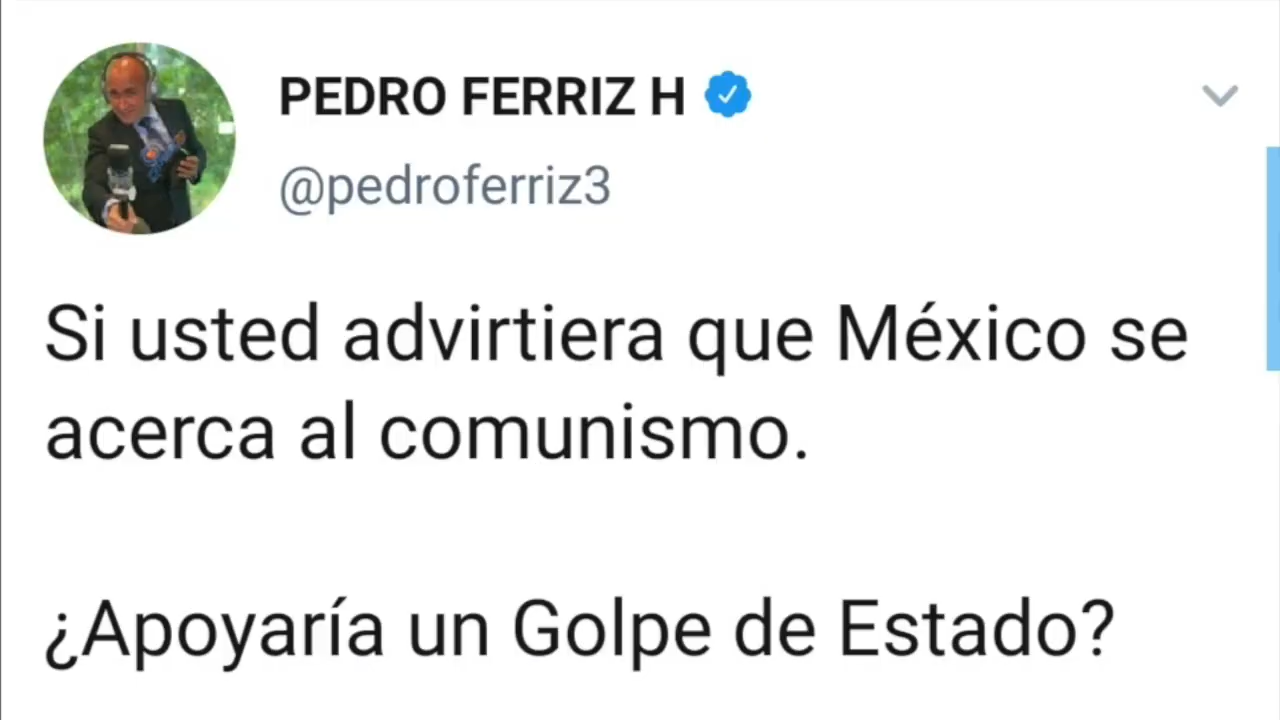 PEDRO FERRIZ H
@pedroferriz3
Si usted advirtiera que México se
acerca al comunismo.
¿Apoyaría un Golpe de Estado?